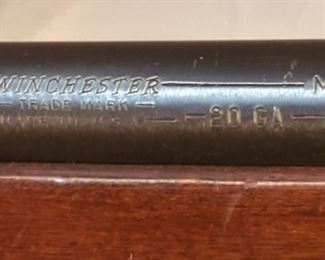 WINCHESTER — M
— TRADE MARK —
— 20 GA —